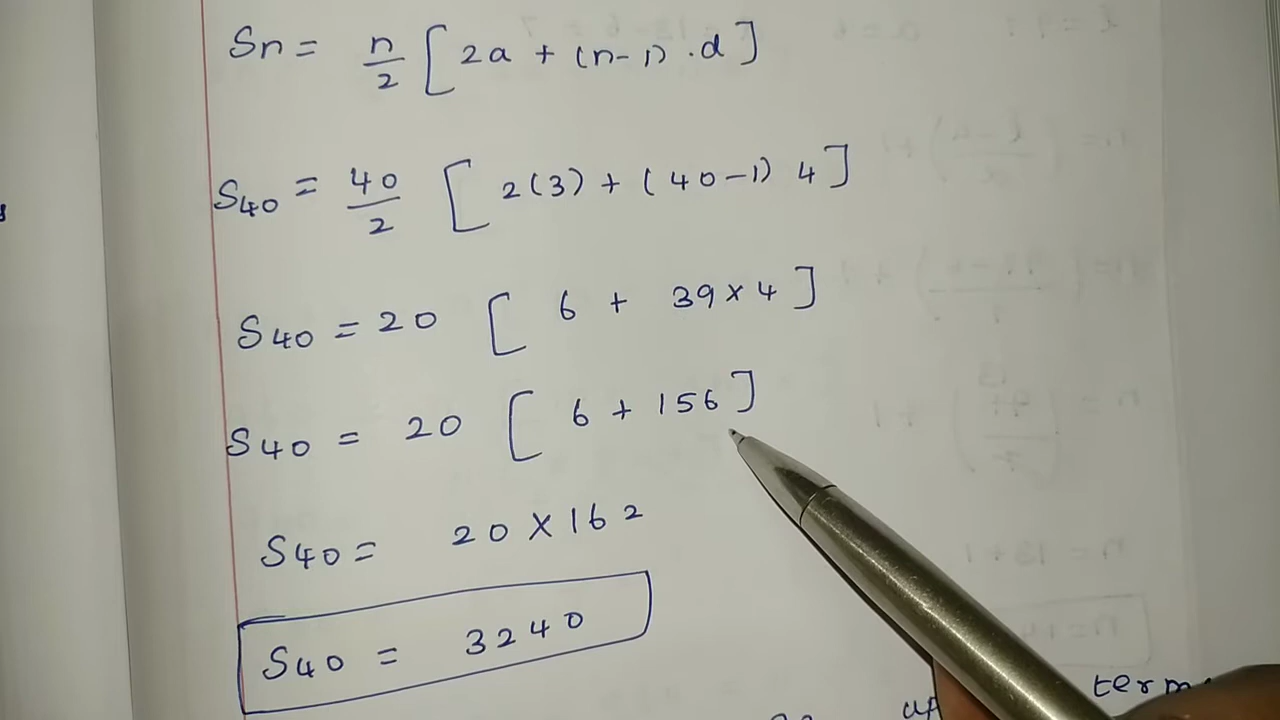 Sn = n/2 [ 2a + (n-1) .d ]
S40 = 40/2 [ 2(3) + (40-1) 4 ]
S40 = 20 [ 6 + 39 x 4 ]
S40 = 20 [ 6 + 156 ]
S40 = 20 X 162
S40 = 3240
up